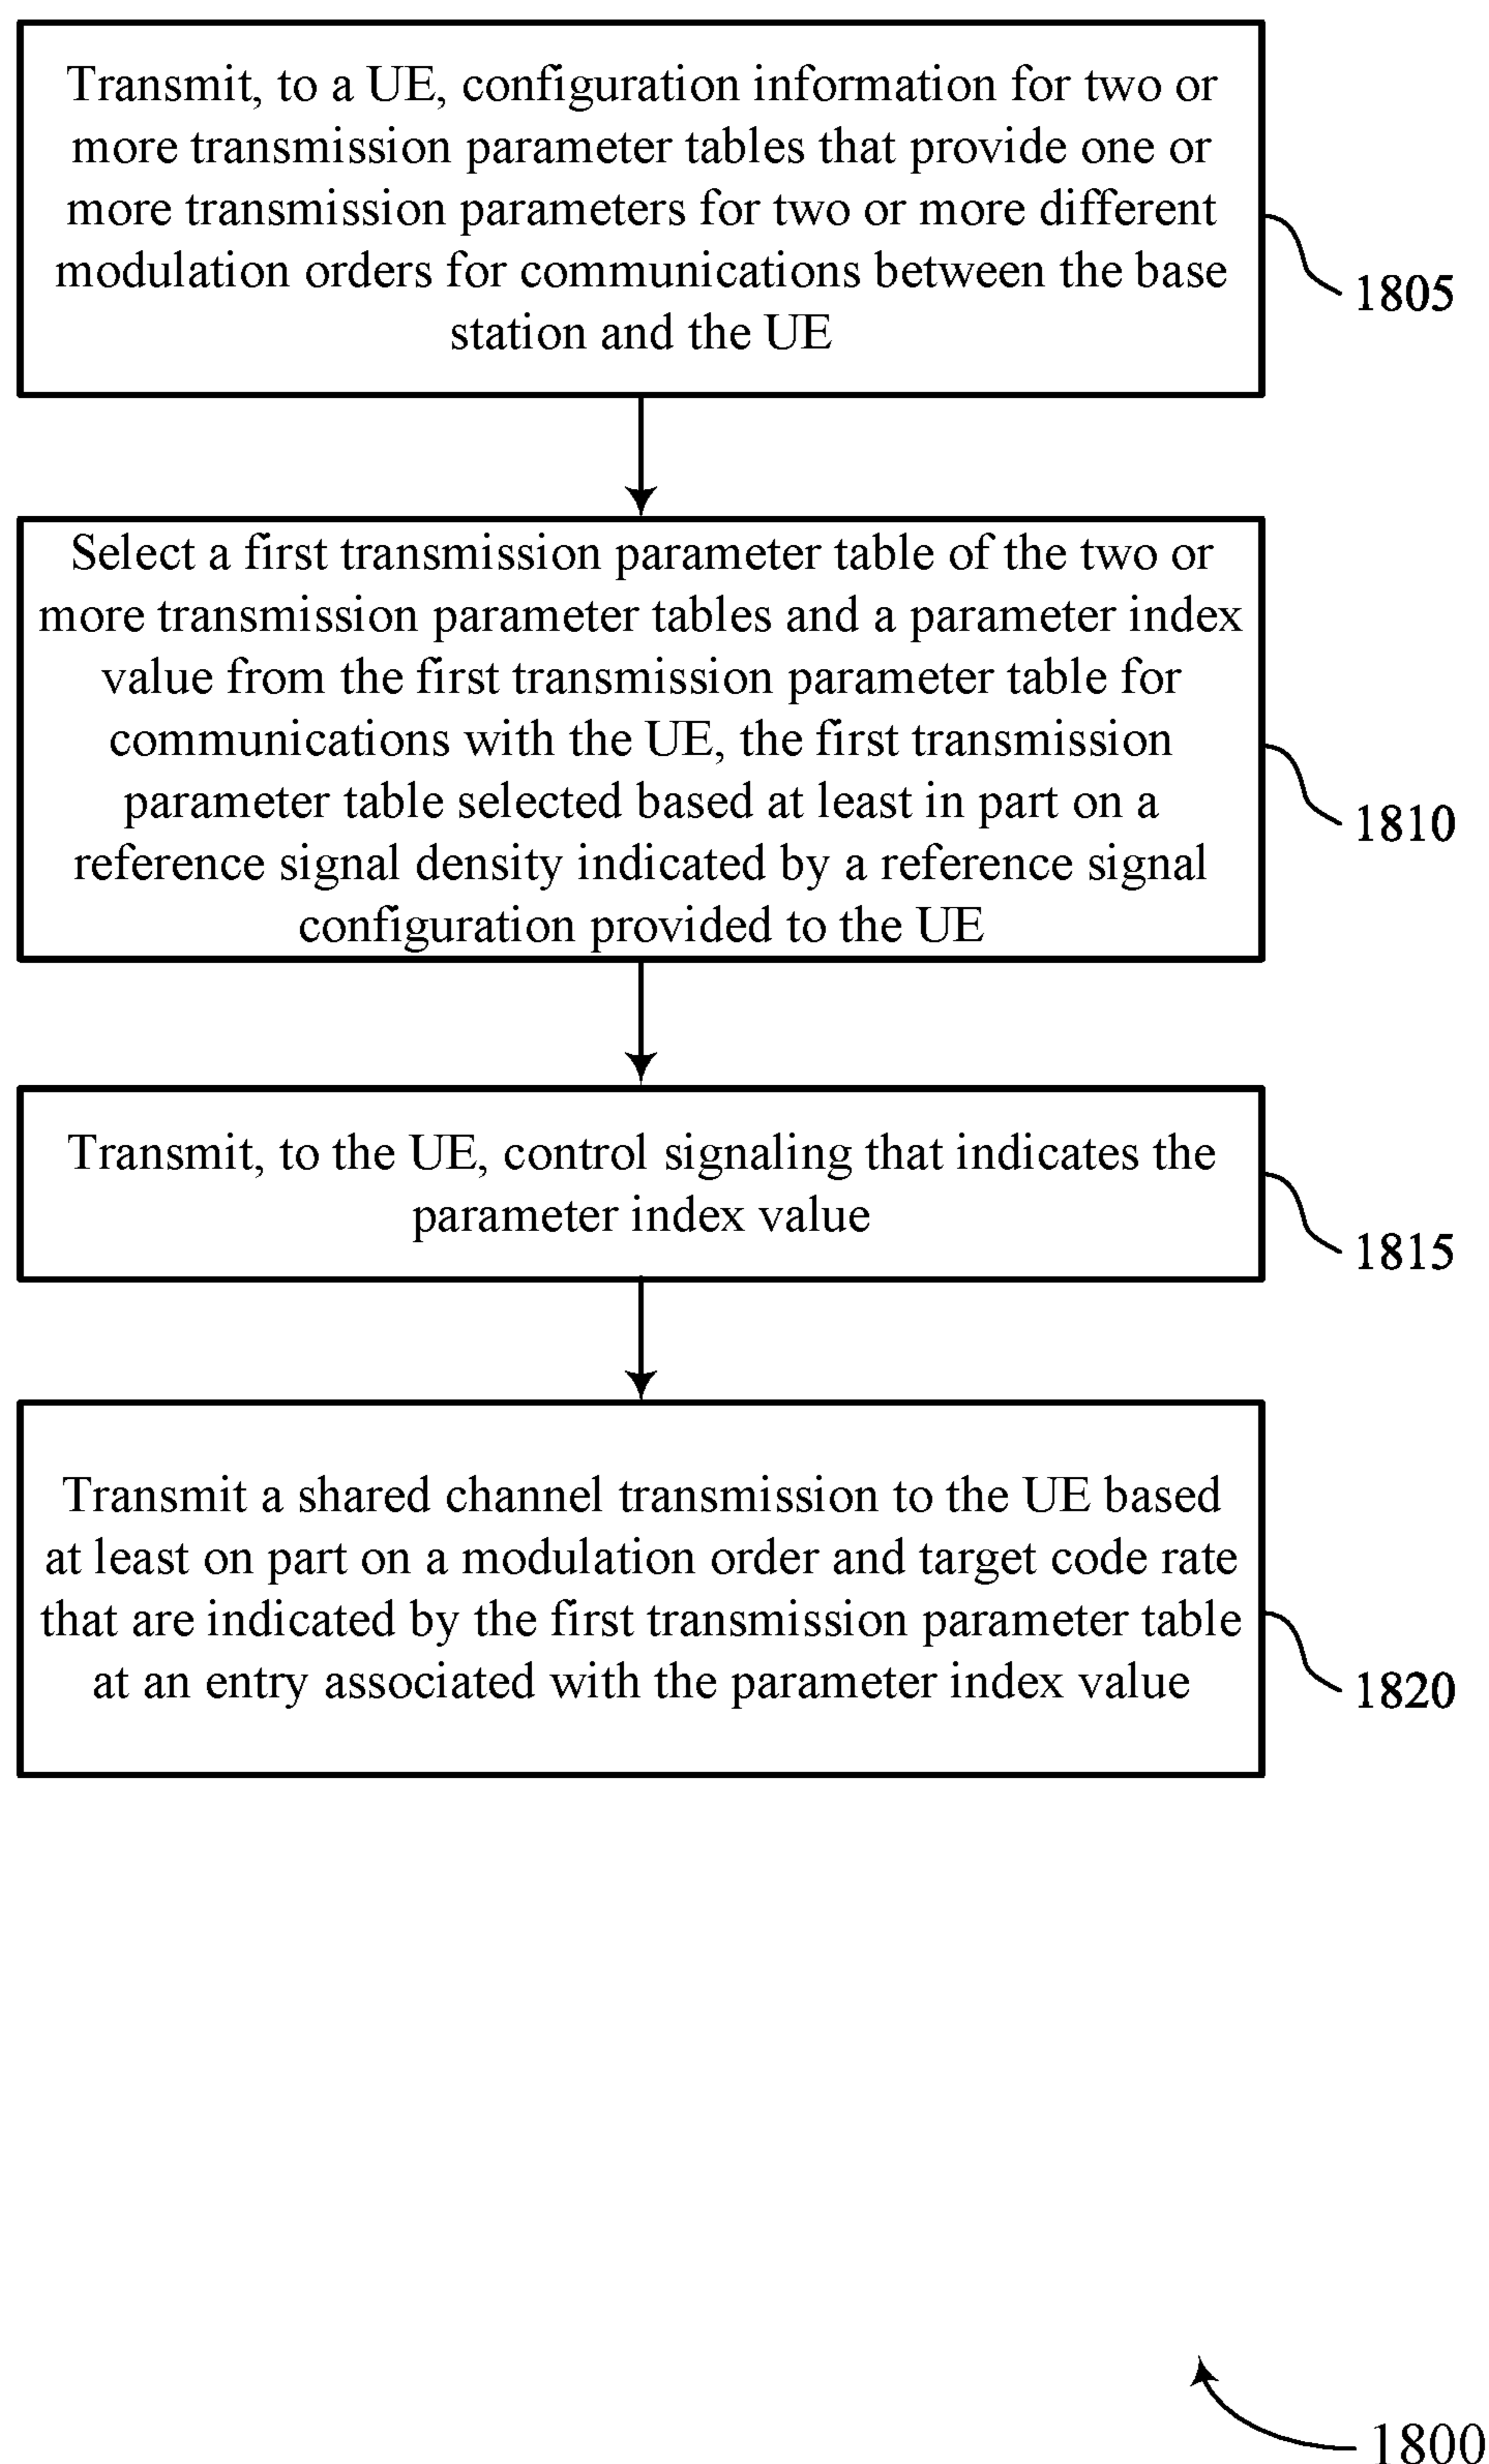 Transmit, to a UE, configuration information for two or
more transmission parameter tables that provide one or
more transmission parameters for two or more different
modulation orders for communications between the base
station and the UE
1805
Select a first transmission parameter table of the two or
more transmission parameter tables and a parameter index
value from the first transmission parameter table for
communications with the UE, the first transmission
parameter table selected based at least in part on a
reference signal density indicated by a reference signal
configuration provided to the UE
1810
Transmit, to the UE, control signaling that indicates the
parameter index value
1815
Transmit a shared channel transmission to the UE based
at least on part on a modulation order and target code rate
that are indicated by the first transmission parameter table
at an entry associated with the parameter index value
1820
1800